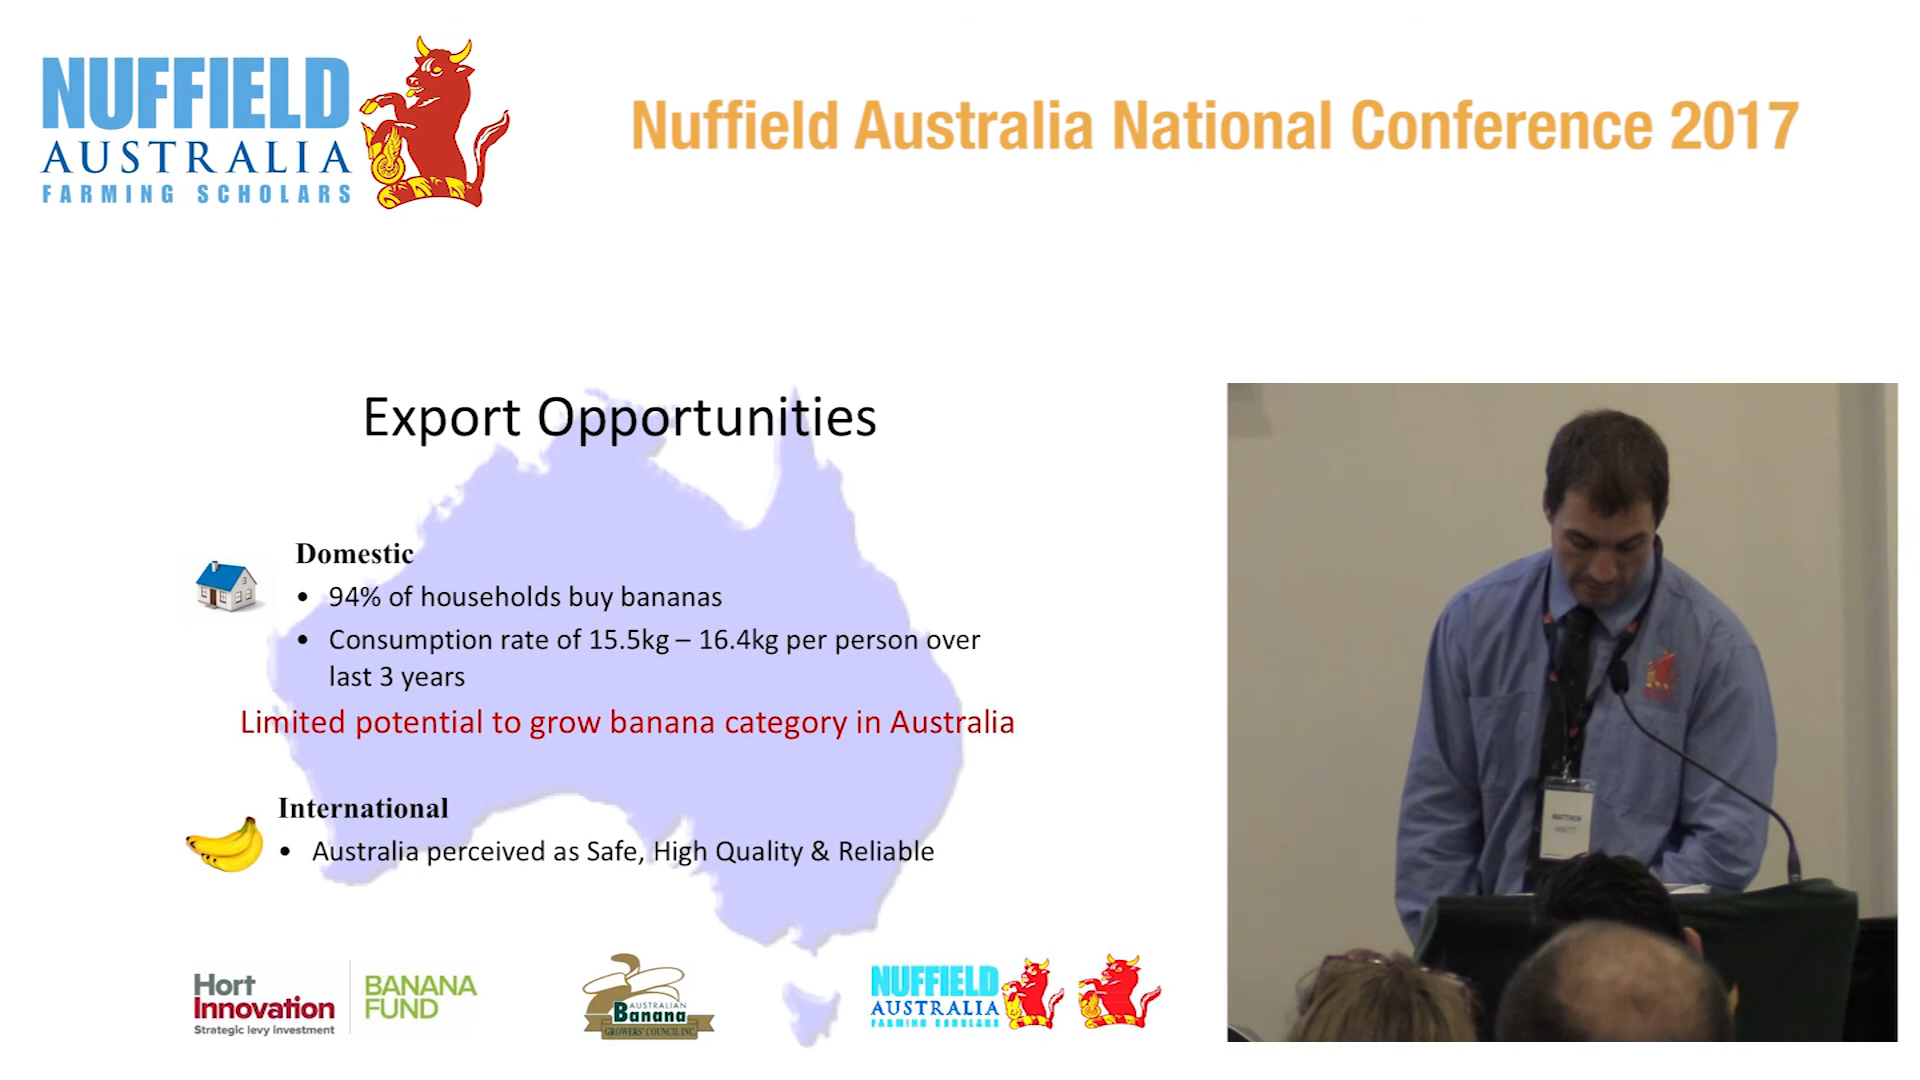 NUFFIELD
AUSTRALIA
FARMING SCHOLARS
Nuffield Australia National Conference 2017
Export Opportunities
Domestic
• 94% of households buy bananas
• Consumption rate of 15.5kg – 16.4kg per person over
last 3 years
Limited potential to grow banana category in Australia
International
• Australia perceived as Safe, High Quality & Reliable
Hort
Innovation
Strategic levy investment
BANANA
FUND
AUSTRALIAN
Banana
GROWERS' COUNCIL INC.
NUFFIELD
AUSTRALIA
FARMING SCHOLARS
MATTHEW